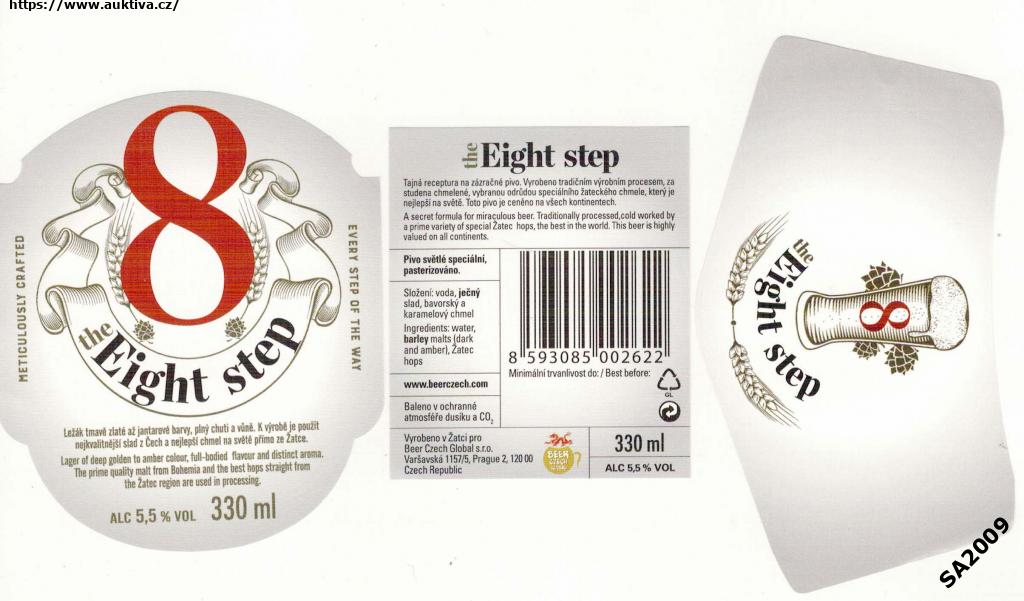 https://www.auktiva.cz/
8
METICULOUSLY CRAFTED
EVERY STEP OF THE WAY
the
Eight step
Ležák tmavě zlaté až jantarové barvy, plný chuti a vůně. K výrobě je použit
nejkvalitnější slad z Čech a nejlepší chmel na světě přímo ze Žatce.
Lager of deep golden to amber colour, full-bodied flavour and distinct aroma.
The prime quality malt from Bohemia and the best hops straight from
the Žatec region are used in processing.
ALC 5,5 % VOL 330 ml
the Eight step
Tajná receptura na zázračné pivo. Vyrobeno tradičním výrobním procesem, za
studena chmelené, vybranou odrůdou speciálního žateckého chmele, který je
nejlepší na světě. Toto pivo je ceněno na všech kontinentech.
A secret formula for miraculous beer. Traditionally processed,cold worked by
a prime variety of special Žatec hops, the best in the world. This beer is highly
valued on all continents.
Pivo světlé speciální,
pasterizováno.
Složení: voda, ječný
slad, bavorský a
karamelový chmel
Ingredients: water,
barley malts (dark
and amber), Žatec
hops
www.beerczech.com
Baleno v ochranné
atmosféře dusíku a CO₂
8 593085 002622
Minimální trvanlivost do: / Best before:
GL
Vyrobeno v Žatci pro
Beer Czech Global s.r.o.
Varšavská 1157/5, Prague 2, 120 00
Czech Republic
BEER
CZECH
GLOBAL
330 ml
ALC 5,5 % VOL
the
Eight step
8
SA2009